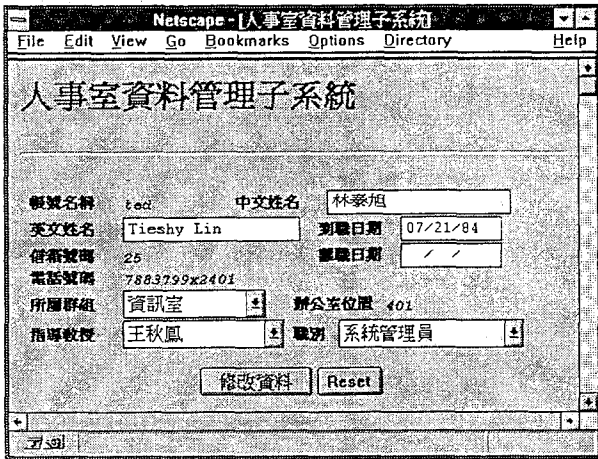 Netscape - [人事室資料管理子系統]
File Edit View Go Bookmarks Options Directory Help
人事室資料管理子系統
帳號名稱 ted 中文姓名 林泰旭
英文姓名 Tieshy Lin 到職日期 07/21/84
信箱號碼 25 離職日期 / /
電話號碼 7883799x2401
所屬群組 資訊室 辦公室位置 401
指導教授 王秋鳳 職別 系統管理員
修改資料 Reset